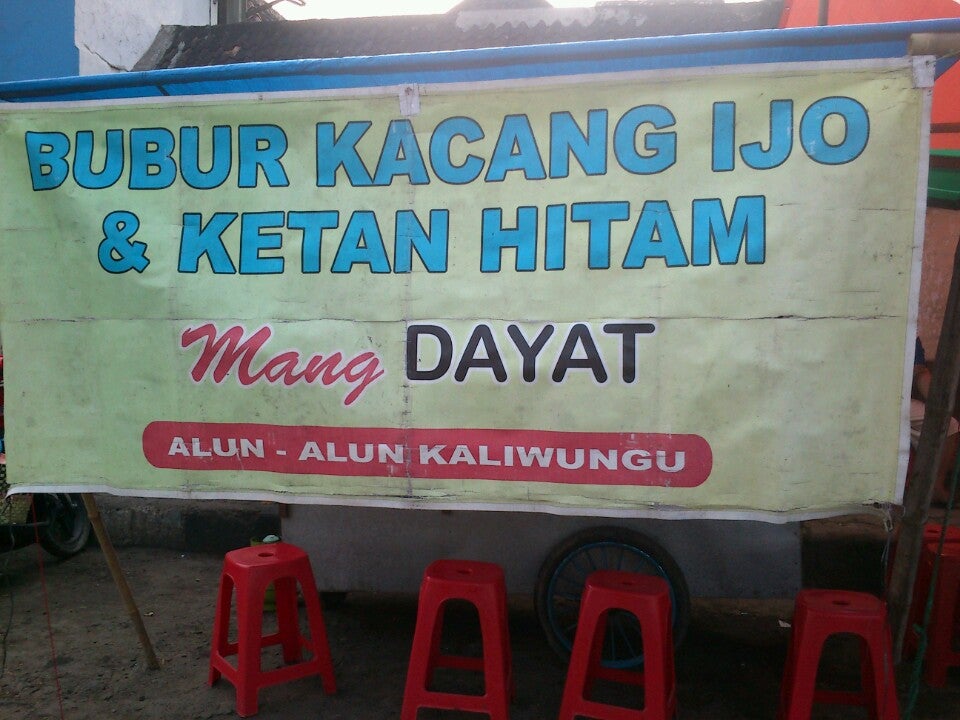 BUBUR KACANG IJO
& KETAN HITAM
Mang DAYAT
ALUN - ALUN KALIWUNGU